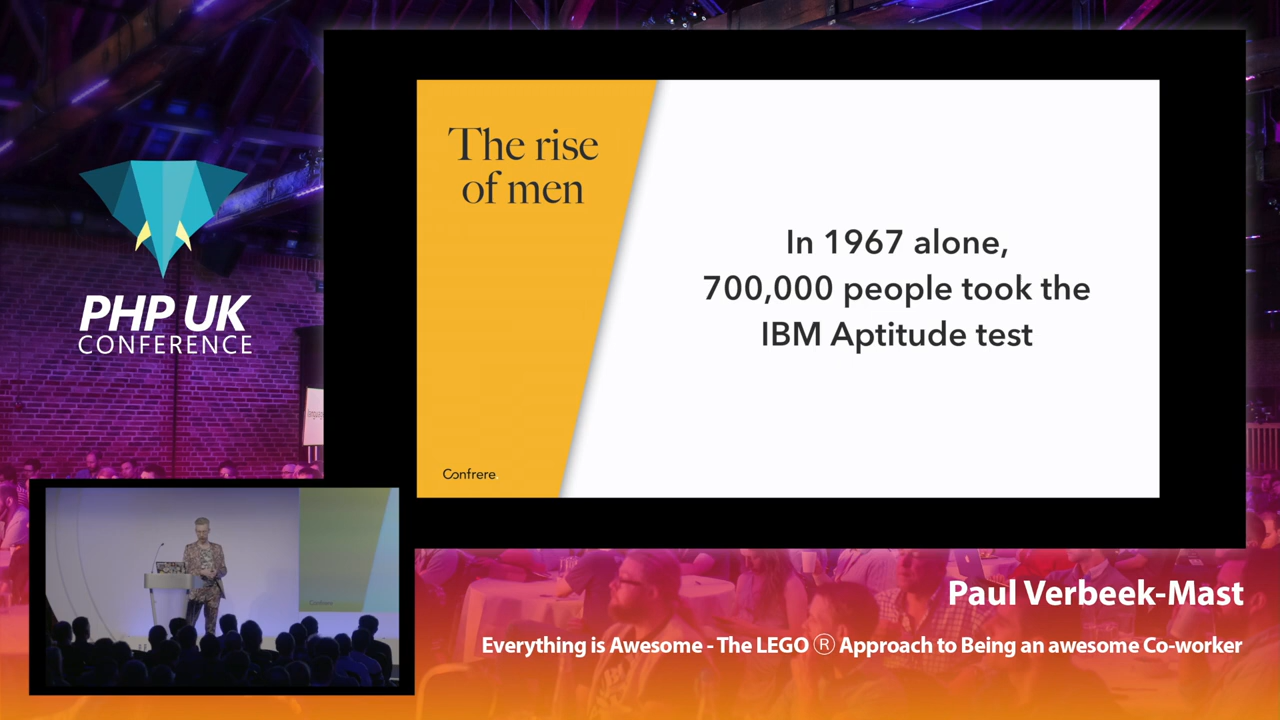 The rise
of men
In 1967 alone,
700,000 people took the
IBM Aptitude test
Confrere
PHP UK
CONFERENCE
Paul Verbeek-Mast
Everything is Awesome - The LEGO ® Approach to Being an awesome Co-worker